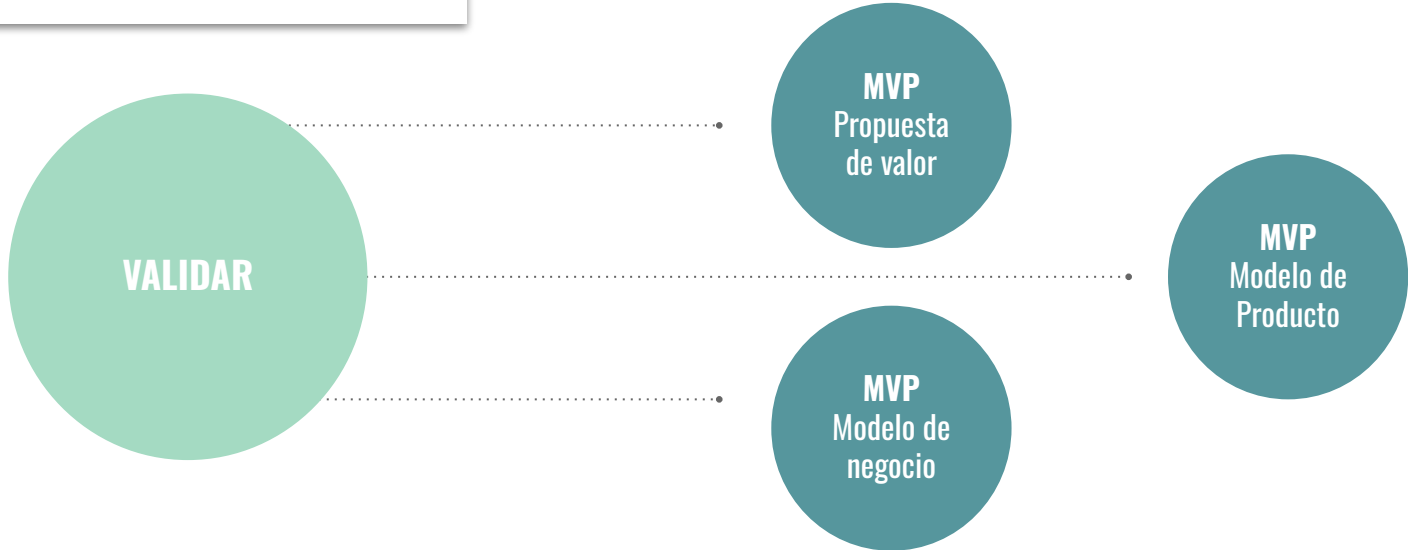 VALIDAR
MVP
Propuesta
de valor
MVP
Modelo de
Producto
MVP
Modelo de
negocio